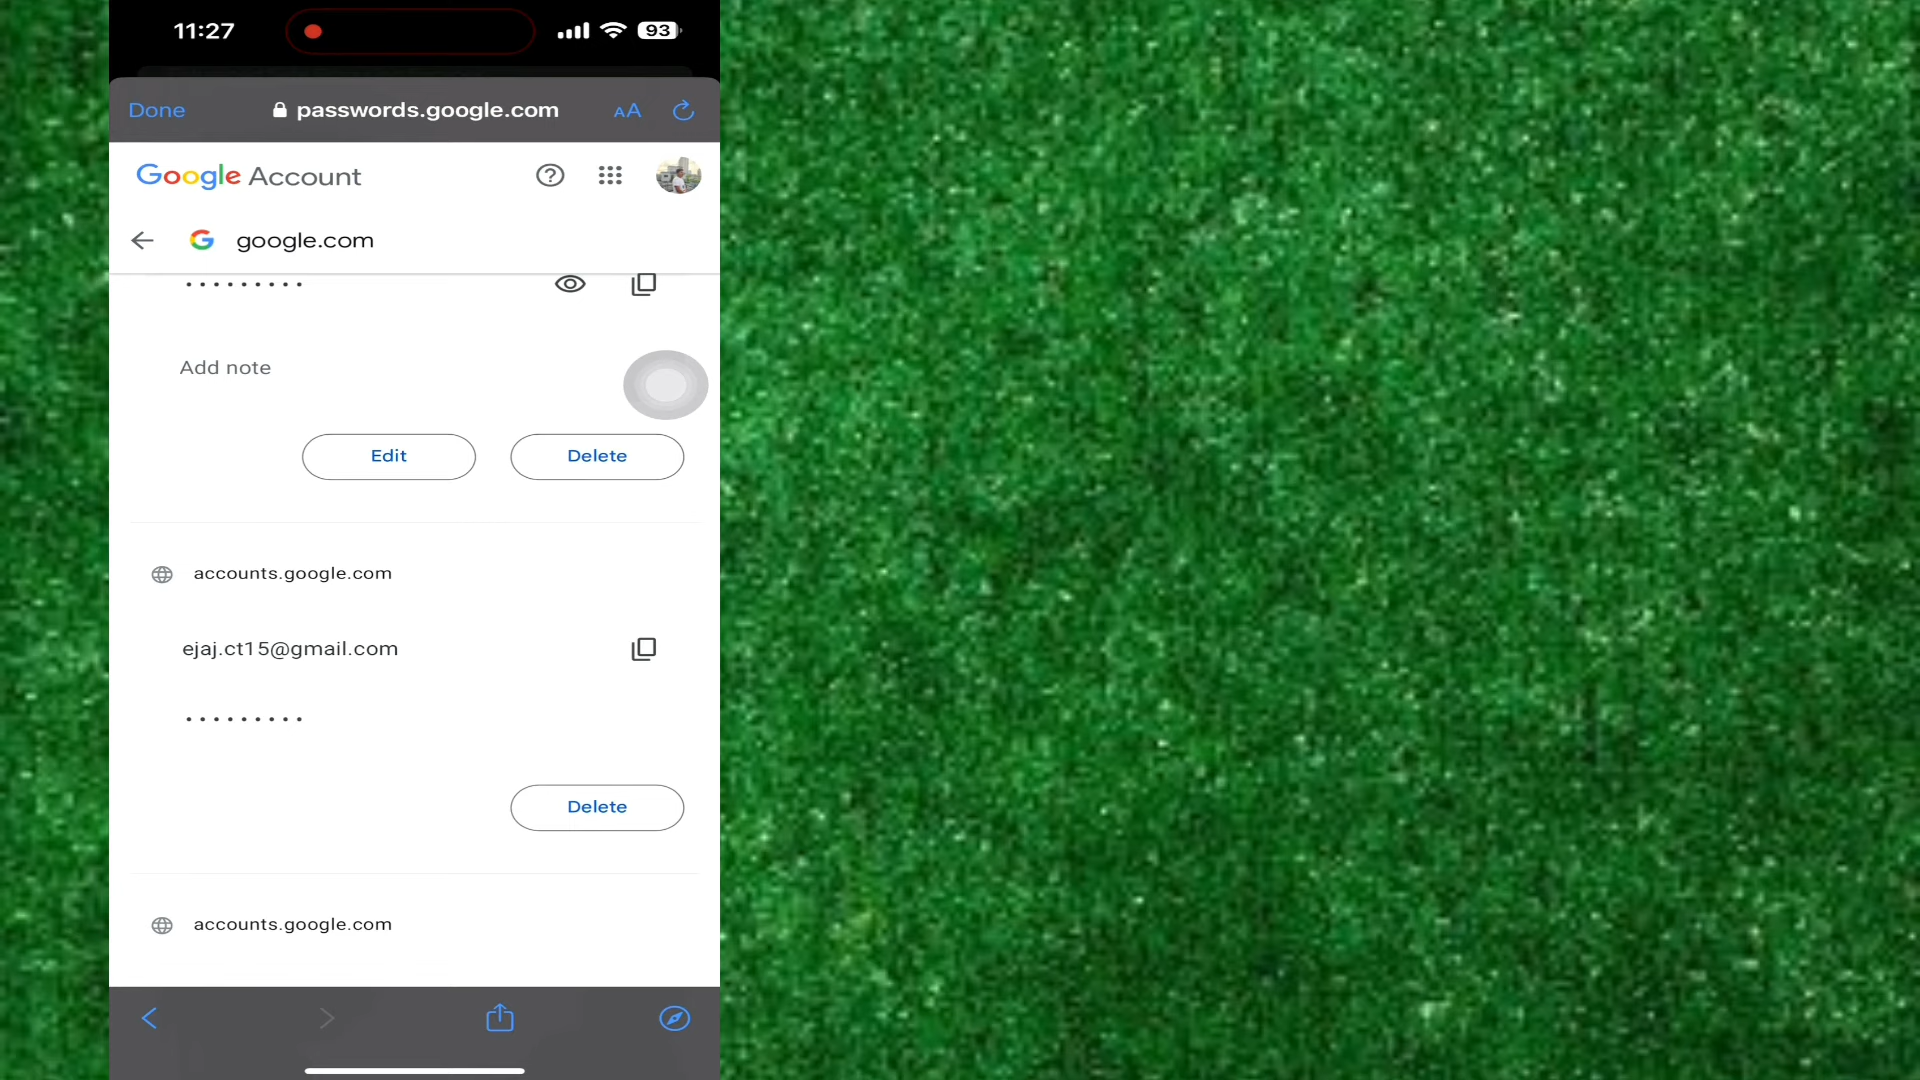 11:27
93
Done
passwords.google.com
AA
Google Account
google.com
•••••••••
Add note
Edit
Delete
accounts.google.com
ejaj.ct15@gmail.com
•••••••••
Delete
accounts.google.com